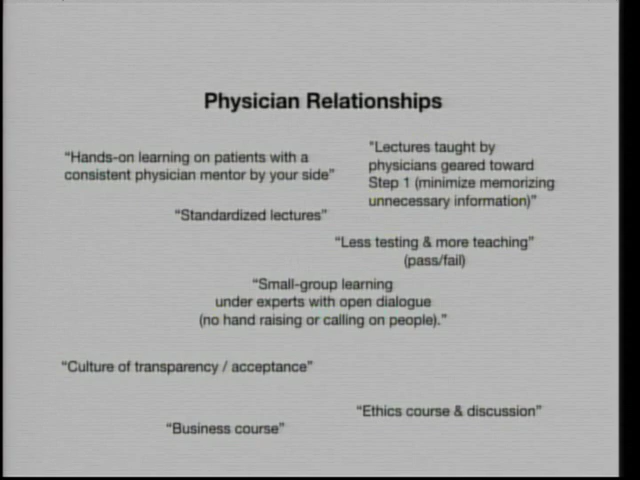 Physician Relationships
“Hands-on learning on patients with a
consistent physician mentor by your side”
"Lectures taught by
physicians geared toward
Step 1 (minimize memorizing
unnecessary information)”
“Standardized lectures”
“Less testing & more teaching”
(pass/fail)
“Small-group learning
under experts with open dialogue
(no hand raising or calling on people).”
“Culture of transparency / acceptance”
“Ethics course & discussion”
“Business course”